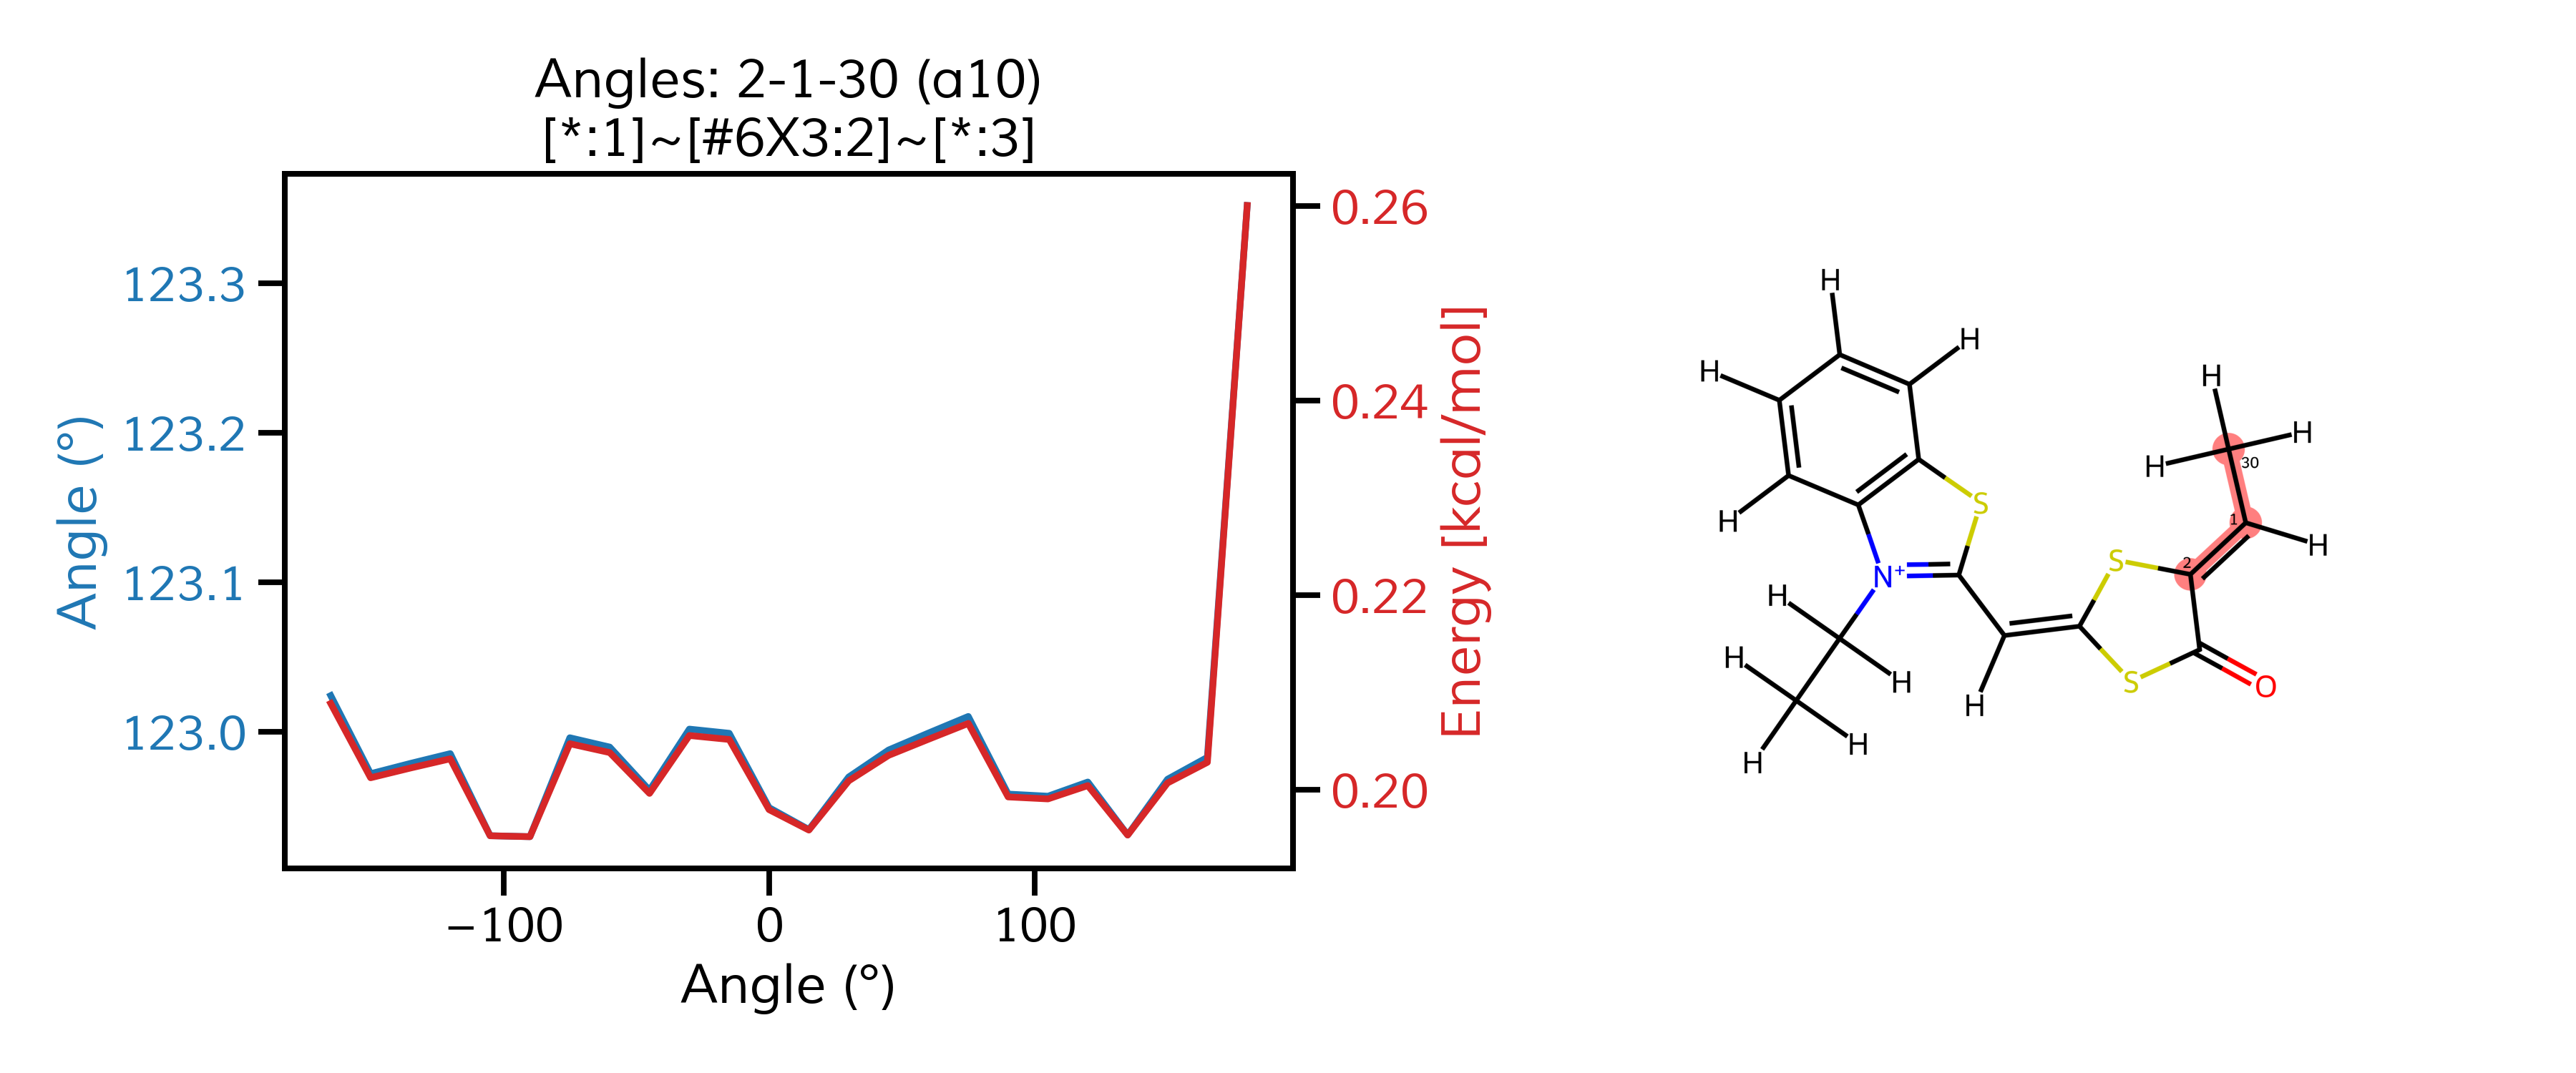 Angles: 2-1-30 (a10)
[*:1]~[#6X3:2]~[*:3]
Angle (°)
123.3
123.2
123.1
123.0
0.26
0.24
0.22
0.20
Energy [kcal/mol]
−100 0 100
Angle (°)
H
H
H
H
H
H
H
30
S
H
1
H
S
2
N⁺
H
H
H
S
O
H
H
H
H